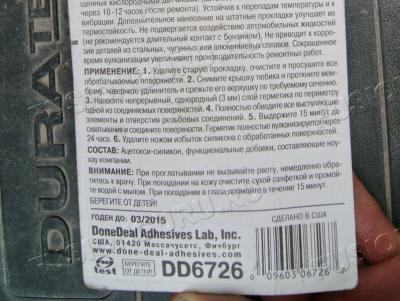 щенных кислородными датчик
через 10-12 часов (после ремонта). Устойчив к перепадам температуры и к
вибрации. Дополнительное нанесение на штатные прокладку улучшает их
термостойкость. Не подвергается воздействию автомобильных жидкостей
(не рекомендуется длительный контакт с бензином). Не приводит к корро-
зии деталей из стальных, чугунных или алюминиевых сплавов. Сокращенное
время вулканизации увеличивает производительность
ПРИМЕНЕНИЕ: 1. Удалите старую прокладку, очистите и просушите все
обрабатываемые поверхности. 2. Снимите крышку тюбика и проткните мем-
брану, наверните удлинитель и срежьте его верхушку по требуемому сечению.
3. Нанесите непрерывный, однородный (3 мм) слой герметика по периметру
одной из соединяемых поверхностей. 4. Полностью обведите все выступающие
элементы и отверстия резьбовых соединений. 5. Выдержите 15 минут до
схватывания и соедините поверхности. Герметик полностью вулканизируется через
24 часа. 6. Удалите ножом избыток силикона с обработанных поверхностей.
СОСТАВ: Ацетокси-силикон, функциональные добавки, составляющие ноу-
хау компании.
ВНИМАНИЕ: При проглатывании не вызывайте рвоту, немедленно обра-
титесь к врачу. При попадании на кожу очистите сухой салфеткой и промой-
те водой с мылом. При попадании в глаза промойте в течение 15 минут.
БЕРЕГИТЕ ОТ ДЕТЕЙ!
ГОДЕН ДО: 03/2015
СДЕЛАНО В США
DoneDeal Adhesives Lab, Inc.
США, 01420 Массачусетс, Фичбург
www.done-deal-adhesives.com
test
БЕРЕГИТЕ
ОТ ДЕТЕЙ!
DD6726
0 09603 06726
DURATE